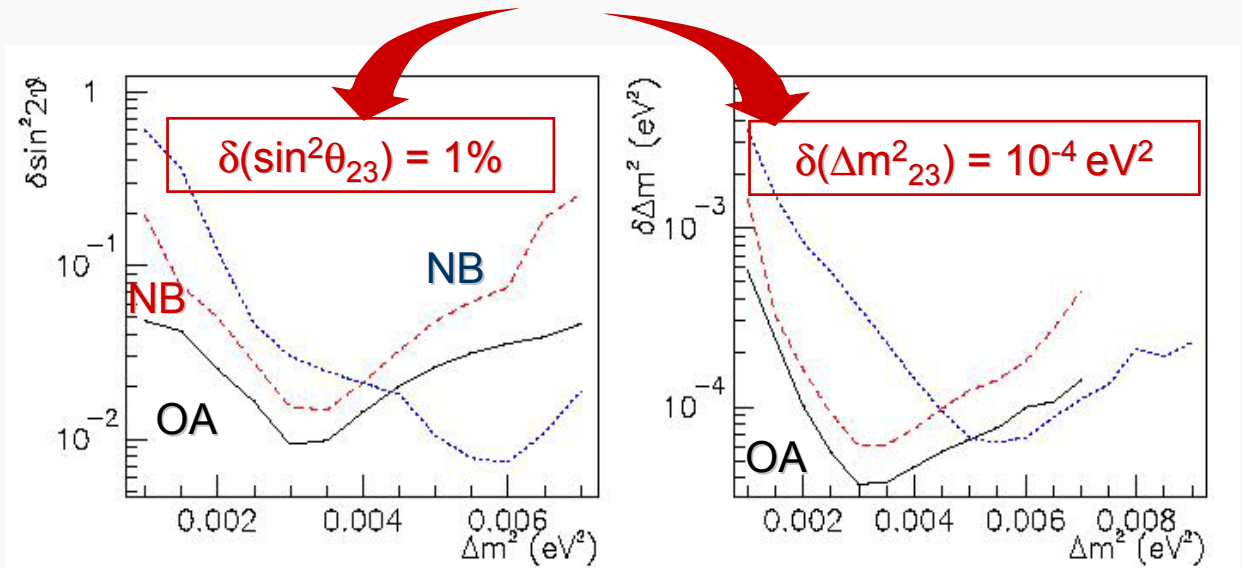 δ(sin²θ₂₃) = 1%
δsin²2ϑ
1
10⁻¹
10⁻²
NB
NB
OA
0.002
0.004
0.006
Δm² (eV²)
δ(Δm²₂₃) = 10⁻⁴ eV²
δΔm² (eV²)
10⁻³
10⁻⁴
OA
0.002
0.004
0.006
0.008
Δm² (eV²)